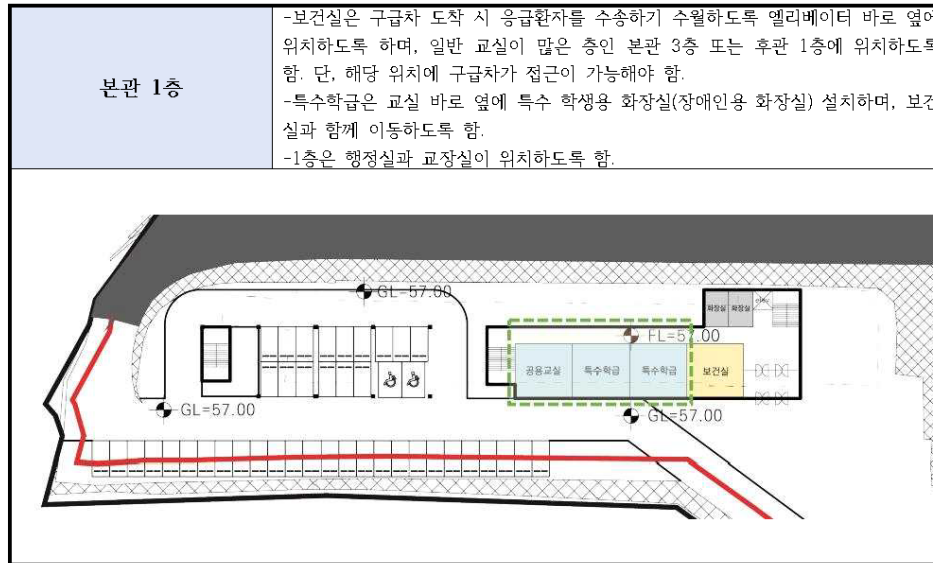 본관 1층
-보건실은 구급차 도착 시 응급환자를 수송하기 수월하도록 엘리베이터 바로 옆에
위치하도록 하며, 일반 교실이 많은 층인 본관 3층 또는 후관 1층에 위치하도록
함. 단, 해당 위치에 구급차가 접근이 가능해야 함.
-특수학급은 교실 바로 옆에 특수 학생용 화장실(장애인용 화장실) 설치하며, 보건
실과 함께 이동하도록 함.
-1층은 행정실과 교장실이 위치하도록 함.
GL=57.00
화장실 화장실
FL=57.00
공용교실 특수학급 특수학급 보건실
GL=57.00
GL=57.00